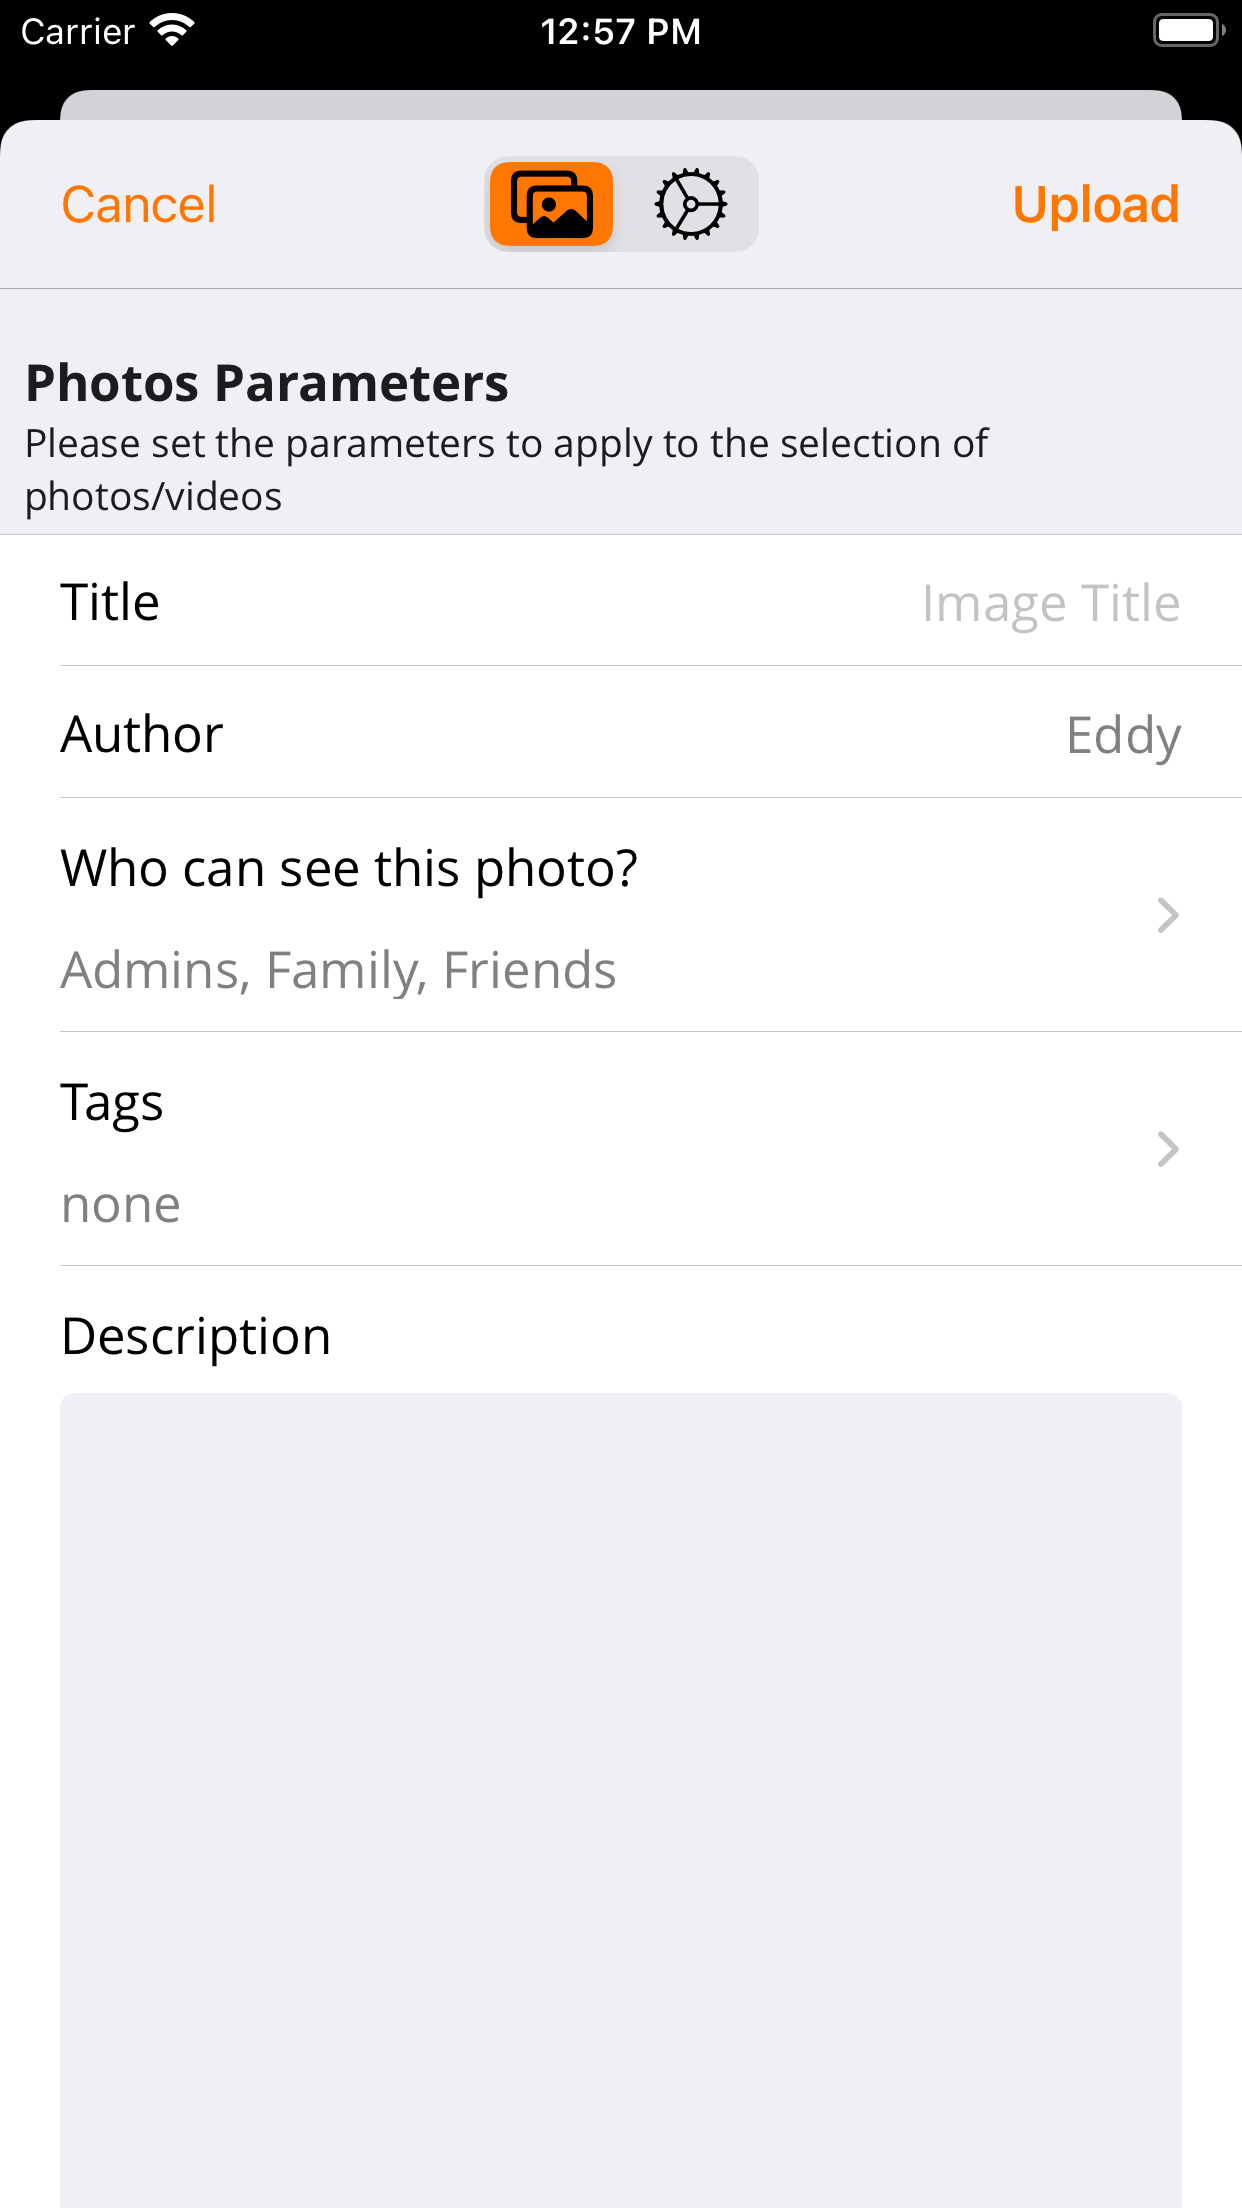 Carrier
12:57 PM
Cancel
Upload
Photos Parameters
Please set the parameters to apply to the selection of
photos/videos
Title
Image Title
Author
Eddy
Who can see this photo?
Admins, Family, Friends
Tags
none
Description